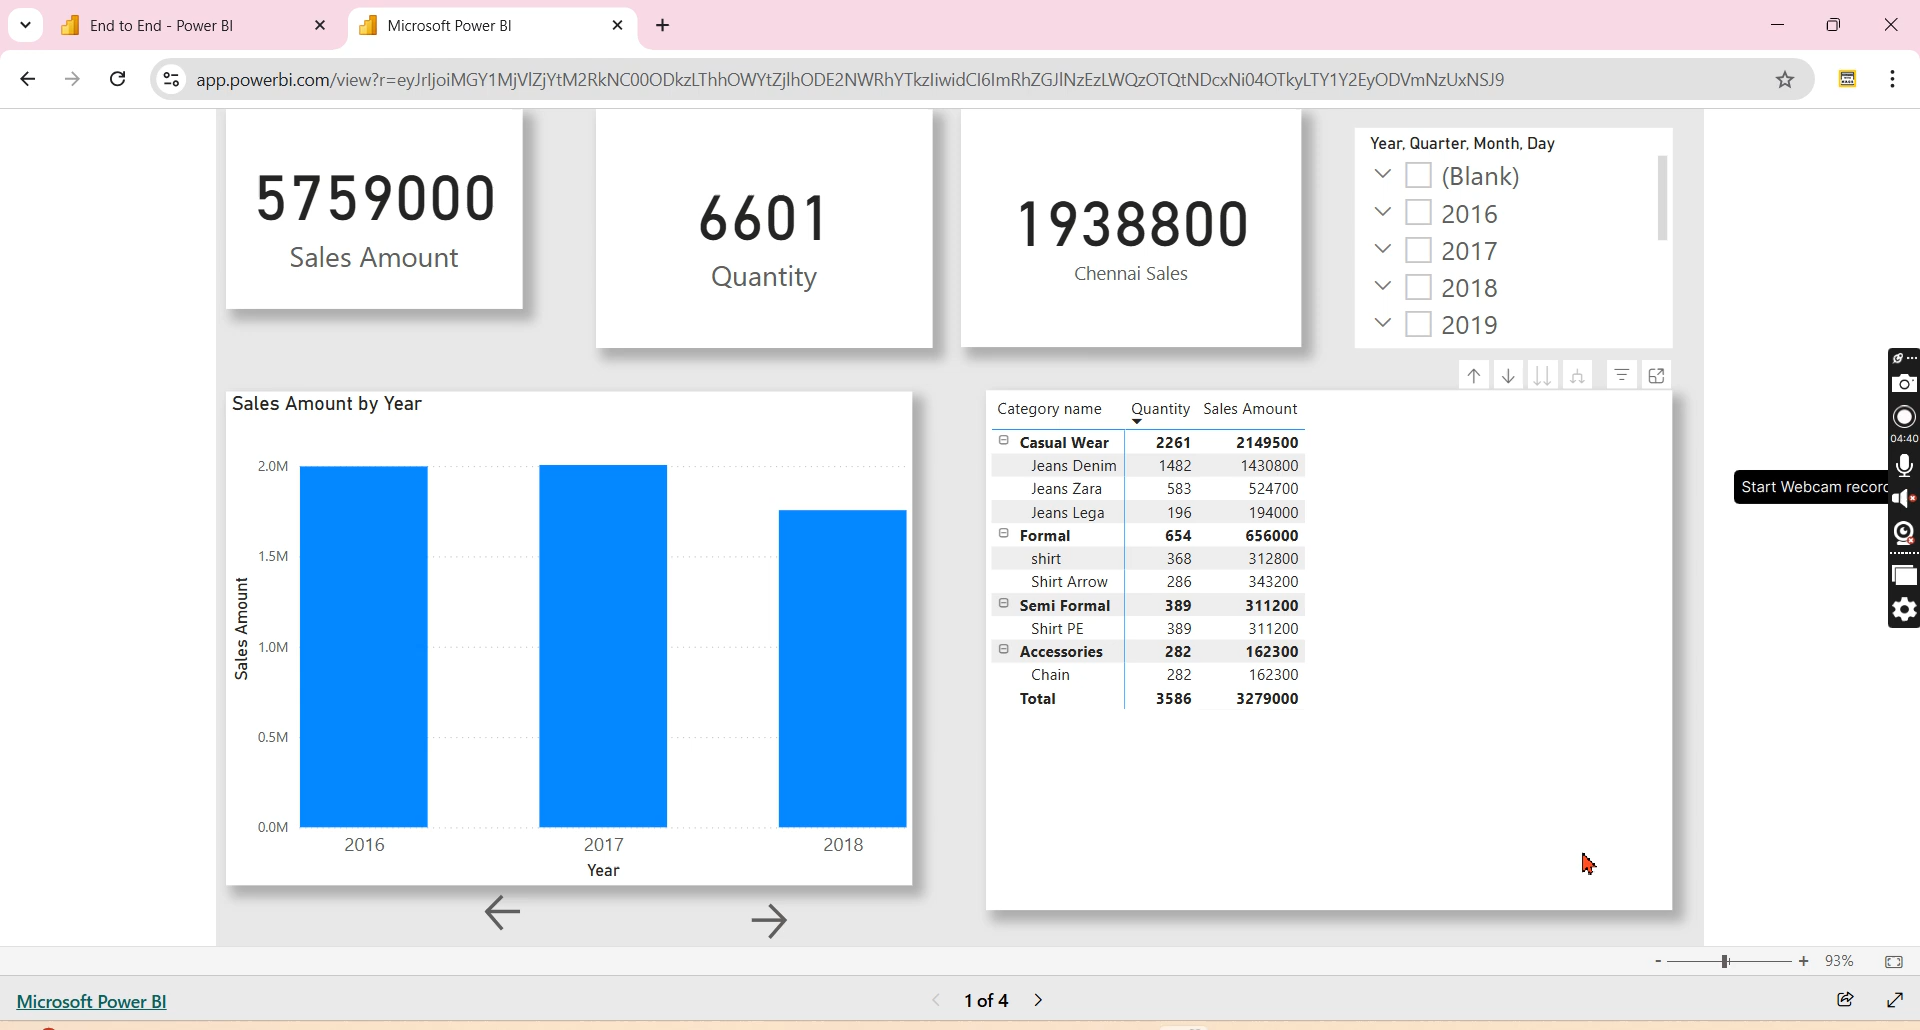 End to End - Power BI
Microsoft Power BI
app.powerbi.com/view?r=eyJrIjoiMGY1MjVlZjYtM2RkNC00ODkzLThhOWYtZjlhODE2NWRhYTkzIiwidCI6ImRhZGJlNzEzLWQzOTQtNDcxNi04OTkyLTY1Y2EyODVmNzUxNSJ9
5759000
Sales Amount
6601
Quantity
1938800
Chennai Sales
Year, Quarter, Month, Day
(Blank)
2016
2017
2018
2019
04:40
Start Webcam recorc
Sales Amount by Year
2.0M
1.5M
1.0M
0.5M
0.0M
Sales Amount
2016 2017 2018
Year
Category name Quantity Sales Amount
Casual Wear 2261 2149500
Jeans Denim 1482 1430800
Jeans Zara 583 524700
Jeans Lega 196 194000
Formal 654 656000
shirt 368 312800
Shirt Arrow 286 343200
Semi Formal 389 311200
Shirt PE 389 311200
Accessories 282 162300
Chain 282 162300
Total 3586 3279000
- + 93%
Microsoft Power BI
1 of 4